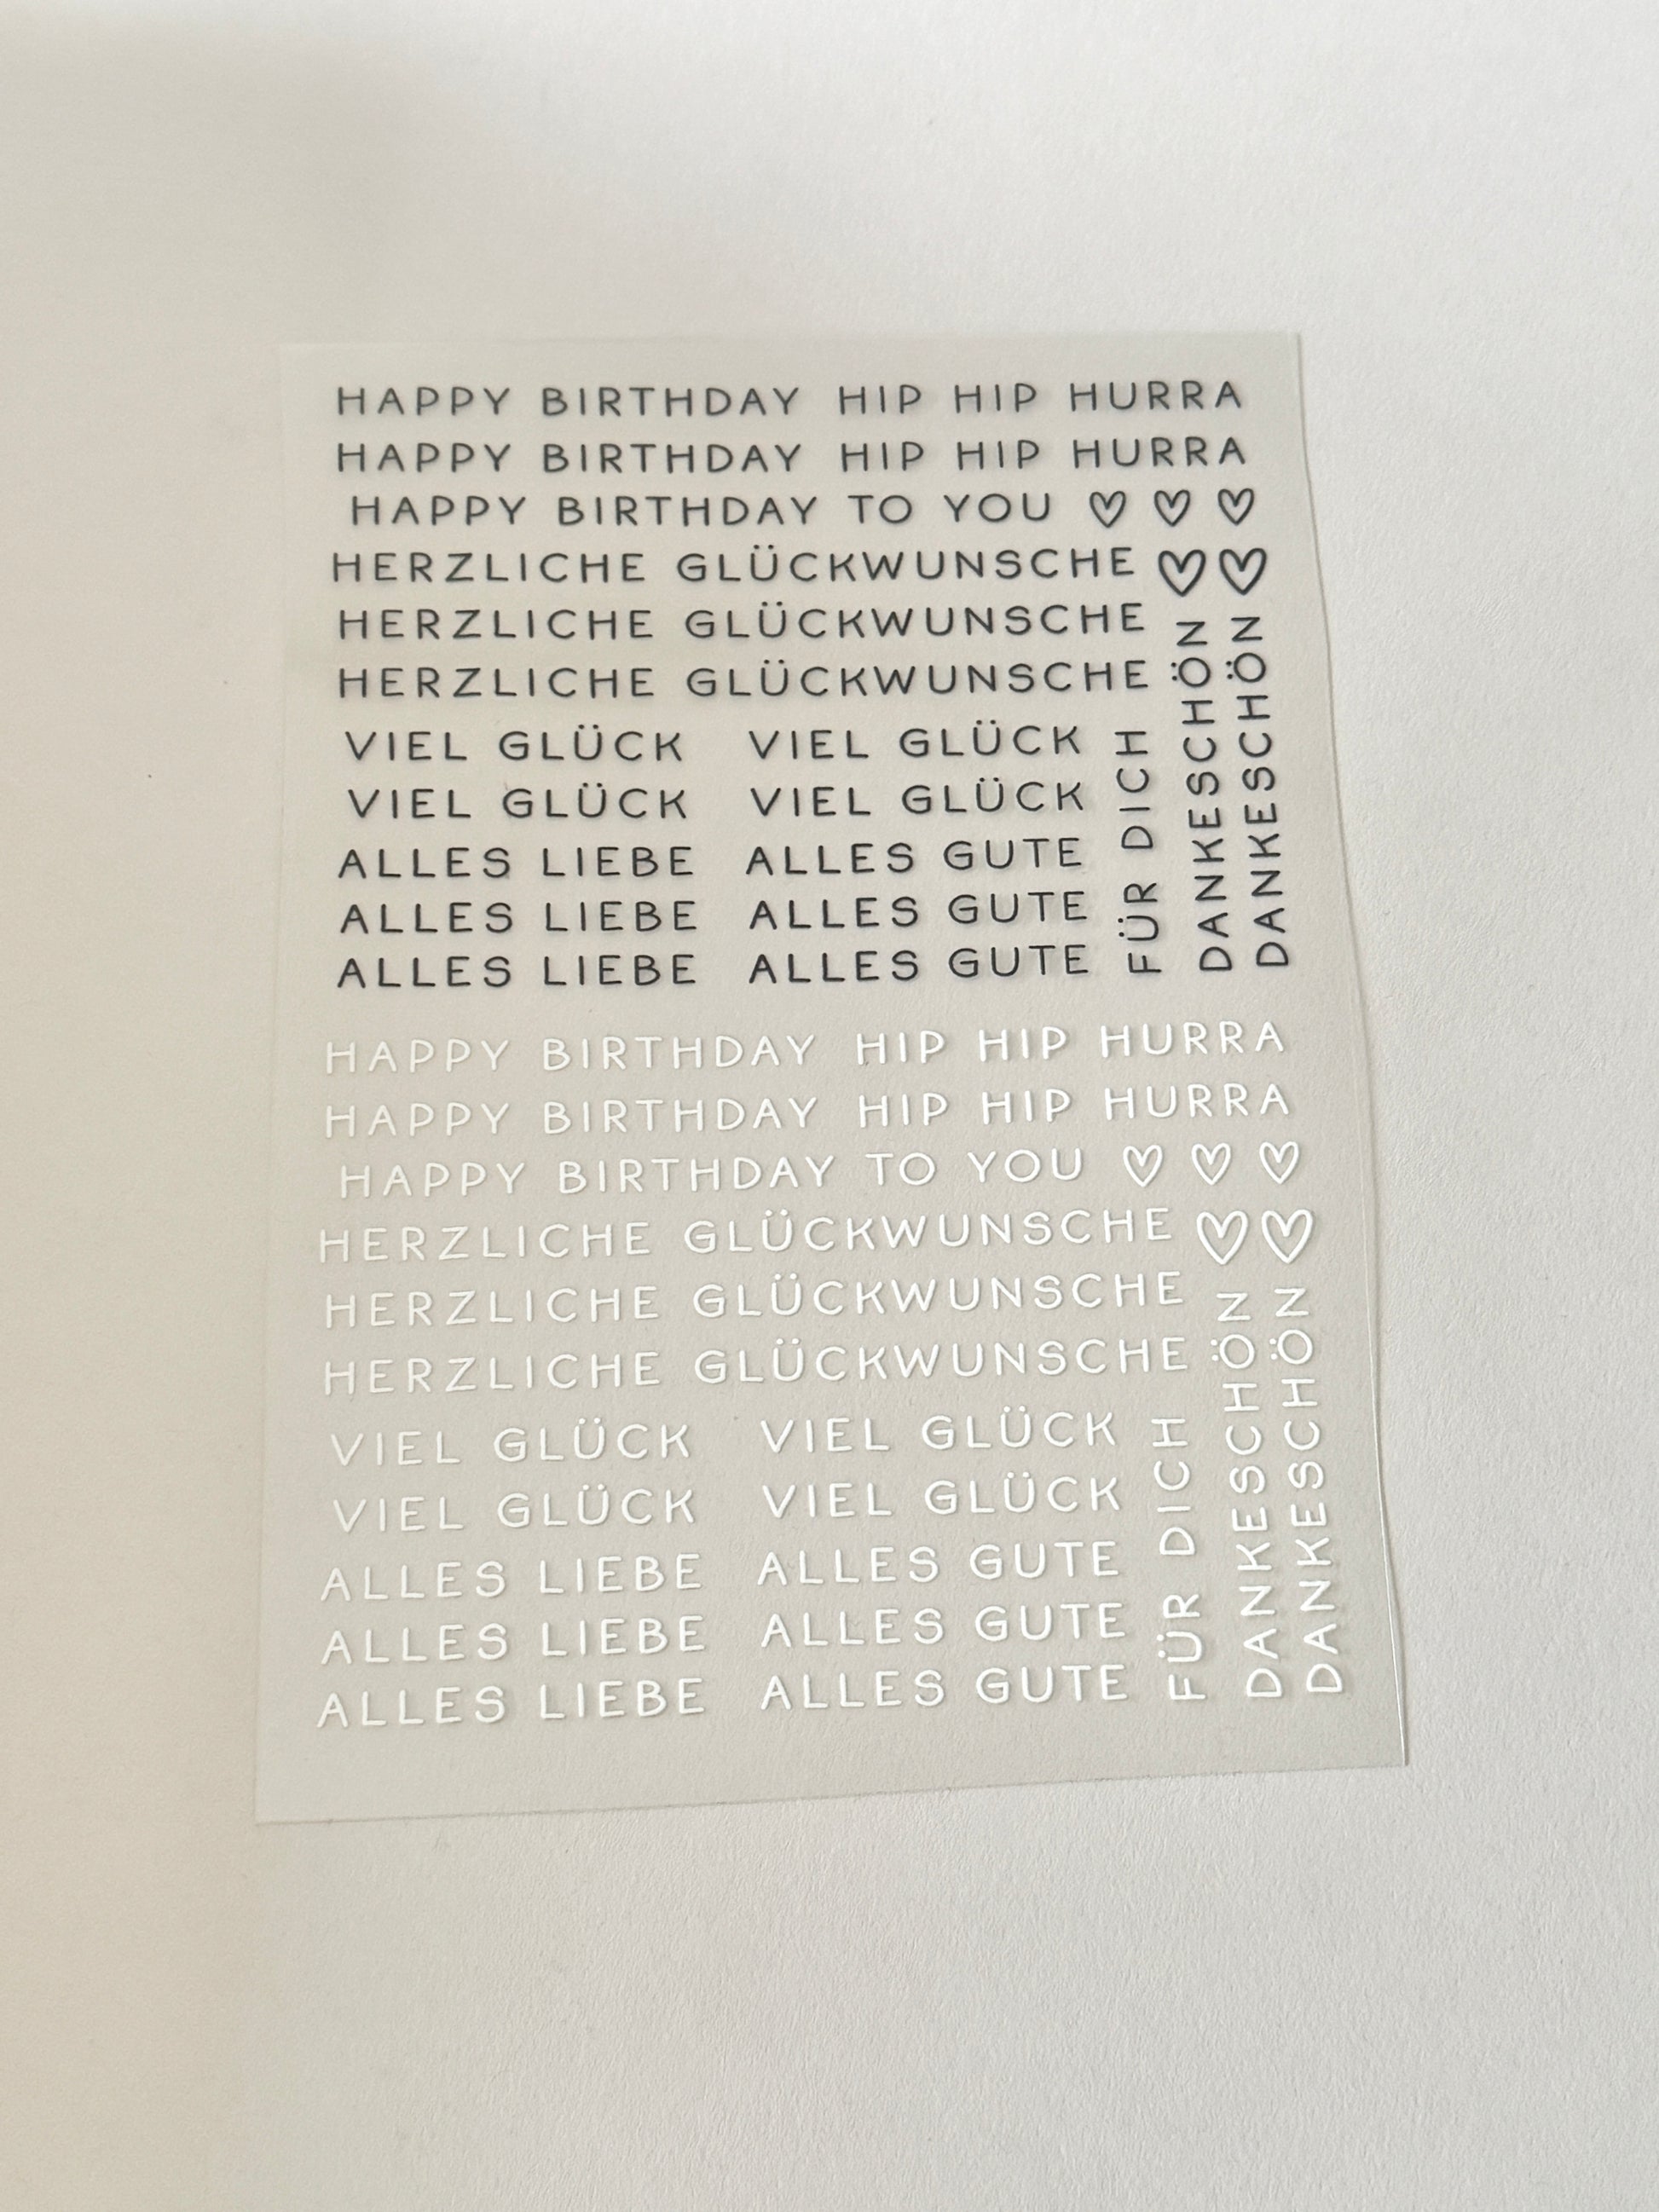 HAPPY BIRTHDAY HIP HIP HURRA
HAPPY BIRTHDAY HIP HIP HURRA
HAPPY BIRTHDAY TO YOU ♡ ♡ ♡
HERZLICHE GLÜCKWUNSCHE ♡♡
HERZLICHE GLÜCKWUNSCHE
HERZLICHE GLÜCKWUNSCHE
VIEL GLÜCK VIEL GLÜCK
VIEL GLÜCK VIEL GLÜCK
ALLES LIEBE ALLES GUTE
ALLES LIEBE ALLES GUTE
ALLES LIEBE ALLES GUTE
FÜR DICH
DANKESCHÖN
DANKESCHÖN
HAPPY BIRTHDAY HIP HIP HURRA
HAPPY BIRTHDAY HIP HIP HURRA
HAPPY BIRTHDAY TO YOU ♡ ♡ ♡
HERZLICHE GLÜCKWUNSCHE ♡♡
HERZLICHE GLÜCKWUNSCHE
HERZLICHE GLÜCKWUNSCHE
VIEL GLÜCK VIEL GLÜCK
VIEL GLÜCK VIEL GLÜCK
ALLES LIEBE ALLES GUTE
ALLES LIEBE ALLES GUTE
ALLES LIEBE ALLES GUTE
FÜR DICH
DANKESCHÖN
DANKESCHÖN